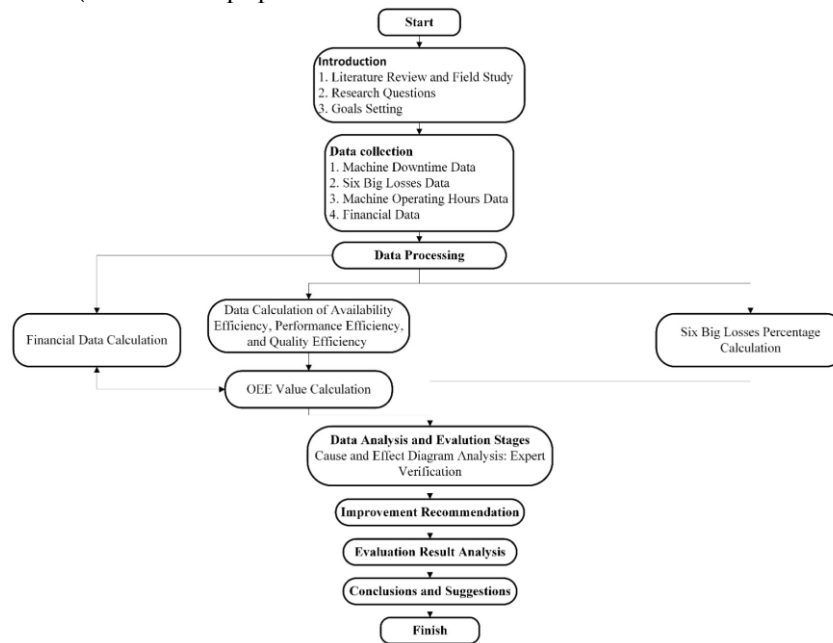 Start
Introduction
1. Literature Review and Field Study
2. Research Questions
3. Goals Setting
Data collection
1. Machine Downtime Data
2. Six Big Losses Data
3. Machine Operating Hours Data
4. Financial Data
Data Processing
Financial Data Calculation
Data Calculation of Availability
Efficiency, Performance Efficiency,
and Quality Efficiency
Six Big Losses Percentage
Calculation
OEE Value Calculation
Data Analysis and Evalution Stages
Cause and Effect Diagram Analysis: Expert
Verification
Improvement Recommendation
Evaluation Result Analysis
Conclusions and Suggestions
Finish